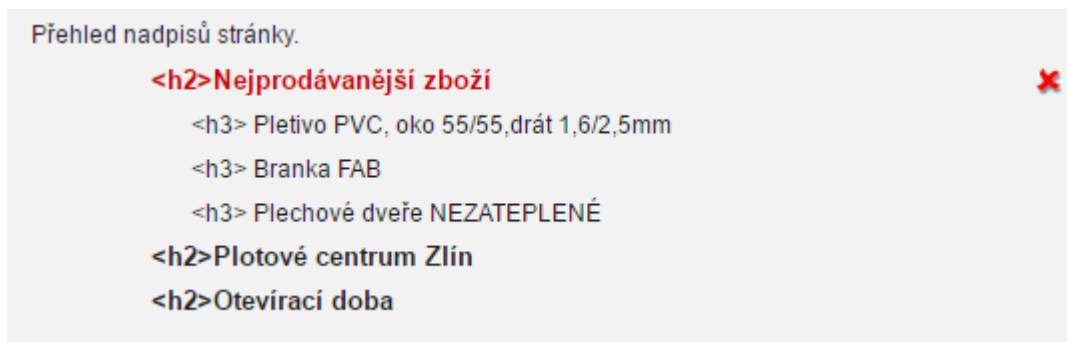 Přehled nadpisů stránky.
<h2>Nejprodávanější zboží
<h3> Pletivo PVC, oko 55/55,drát 1,6/2,5mm
<h3> Branka FAB
<h3> Plechové dveře NEZATEPLENÉ
<h2>Plotové centrum Zlín
<h2>Otevírací doba